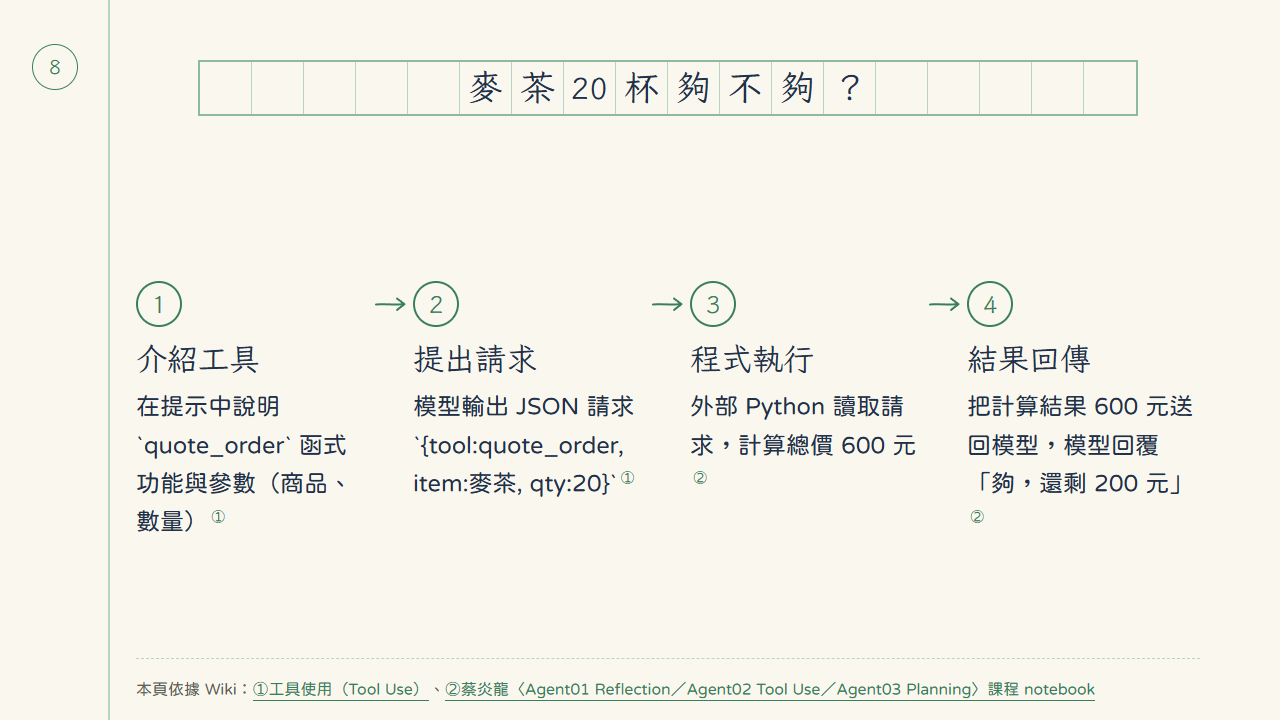 8
麥茶20杯夠不夠？
1
介紹工具
在提示中說明
`quote_order` 函式
功能與參數（商品、
數量）①
→ 2
提出請求
模型輸出 JSON 請求
`{tool:quote_order,
item:麥茶, qty:20}`①
→ 3
程式執行
外部 Python 讀取請
求，計算總價 600 元
②
→ 4
結果回傳
把計算結果 600 元送
回模型，模型回覆
「夠，還剩 200 元」
②
本頁依據 Wiki：①工具使用（Tool Use）、②蔡炎龍〈Agent01 Reflection／Agent02 Tool Use／Agent03 Planning〉課程 notebook